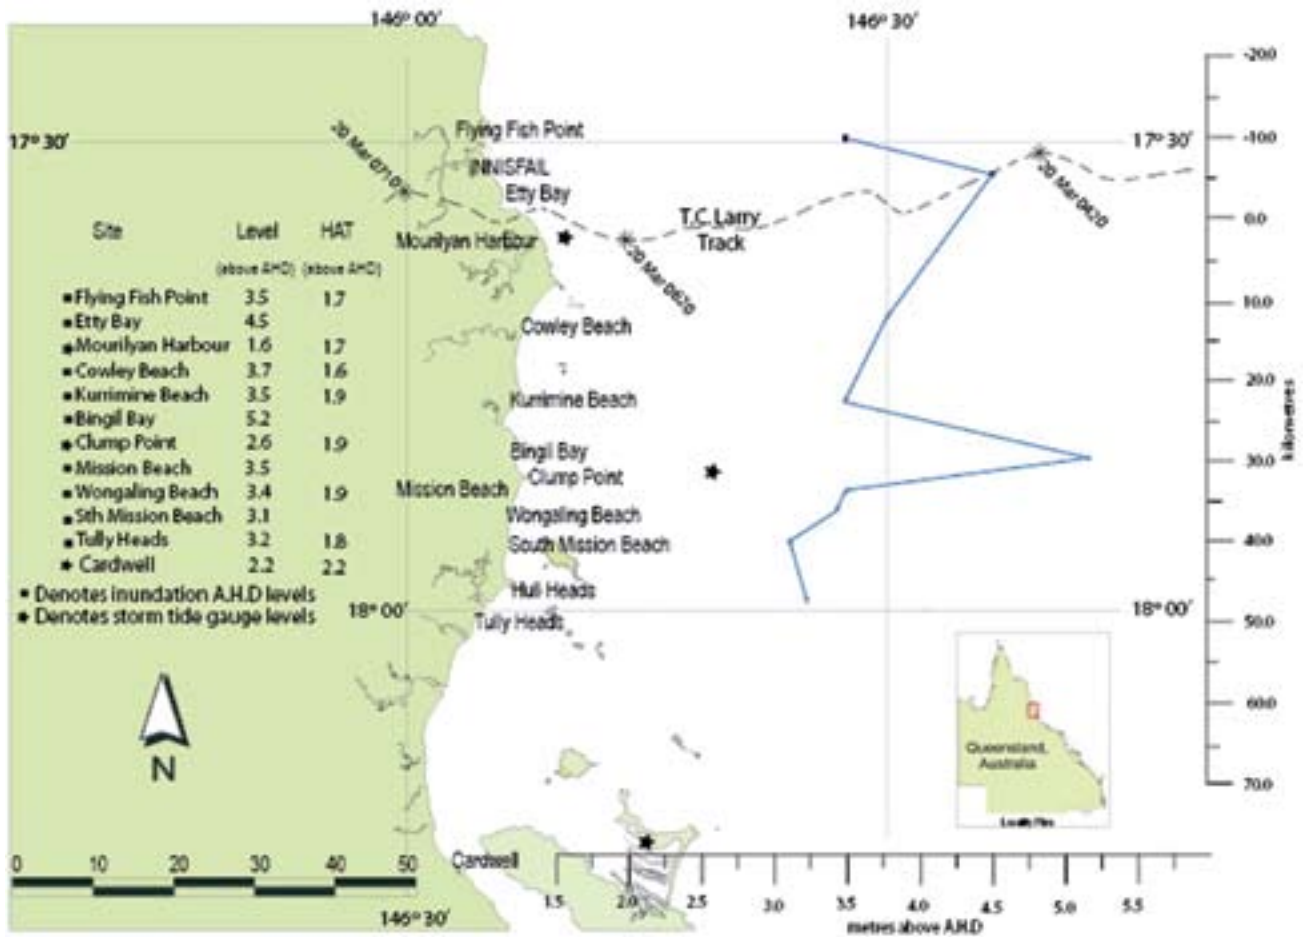 146º 00'
146º 30'
-20.0
17º 30'
Flying Fish Point
-10.0
17º 30'
20 Mar 0710
INNISFAIL
Etty Bay
20 Mar 0420
T.C. Larry
Track
0.0
Mourilyan Harbour
20 Mar 0620
10.0
Cowley Beach
20.0
Kurrimine Beach
kilometres
Bingil Bay
30.0
Clump Point
Mission Beach
Wongaling Beach
40.0
South Mission Beach
Hull Heads
18º 00'
18º 00'
Tully Heads
50.0
60.0
70.0
Site Level HAT
(above AHD) (above AHD)
Flying Fish Point 3.5 1.7
Etty Bay 4.5
Mourilyan Harbour 1.6 1.7
Cowley Beach 3.7 1.6
Kurrimine Beach 3.5 1.9
Bingil Bay 5.2
Clump Point 2.6 1.9
Mission Beach 3.5
Wongaling Beach 3.4 1.9
Sth Mission Beach 3.1
Tully Heads 3.2 1.8
Cardwell 2.2 2.2
Denotes inundation A.H.D levels
Denotes storm tide gauge levels
N
Queensland,
Australia
Cardwell
0 10 20 30 40 50
146º 30'
1.5 2.0 2.5 3.0 3.5 4.0 4.5 5.0 5.5
metres above A.H.D